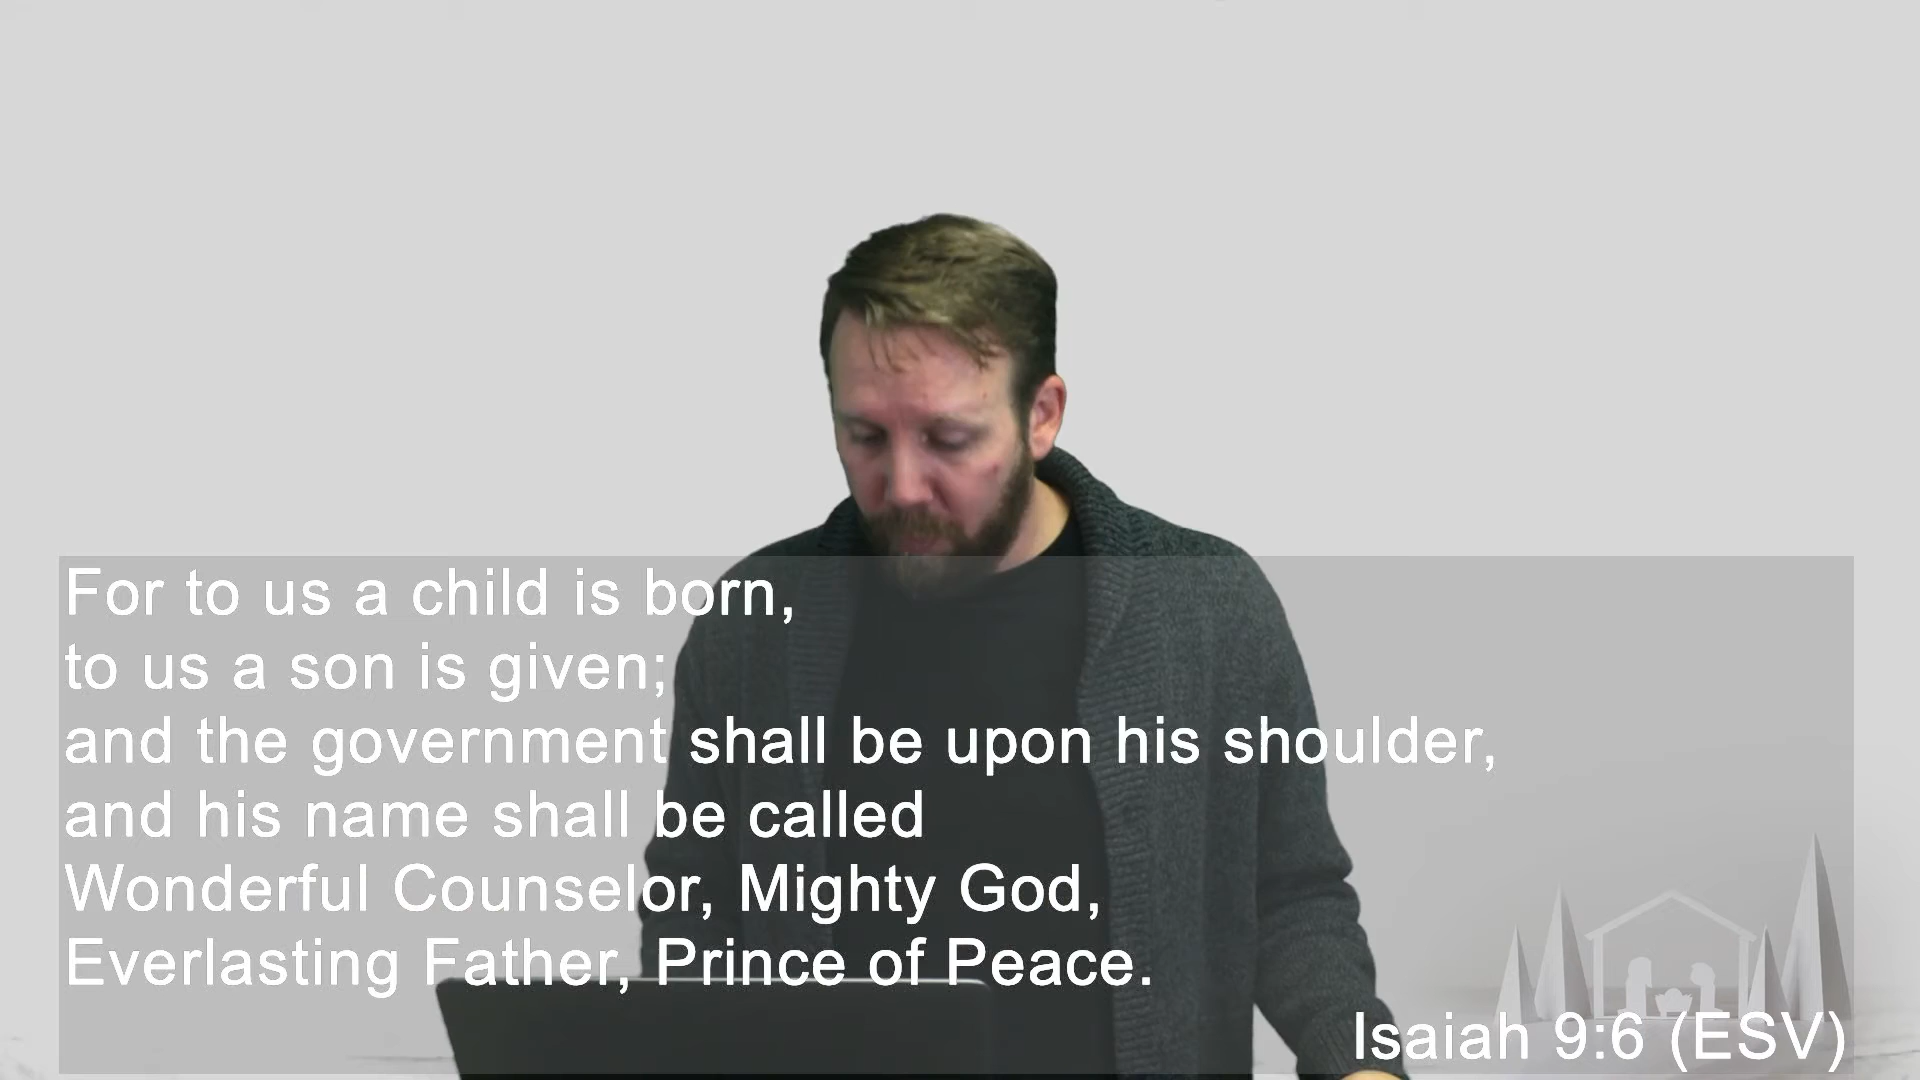 For to us a child is born,
to us a son is given;
and the government shall be upon his shoulder,
and his name shall be called
Wonderful Counselor, Mighty God,
Everlasting Father, Prince of Peace.
Isaiah 9:6 (ESV)